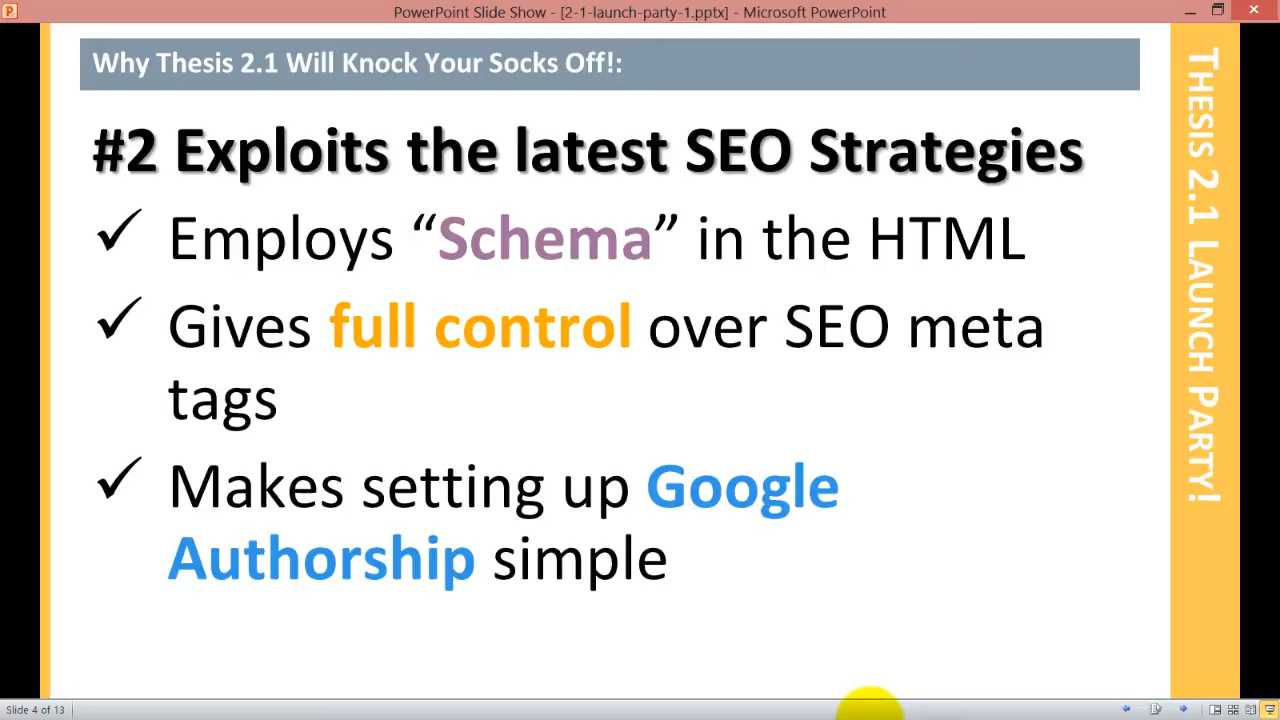 PowerPoint Slide Show - [2-1-launch-party-1.pptx] - Microsoft PowerPoint
Why Thesis 2.1 Will Knock Your Socks Off!:
#2 Exploits the latest SEO Strategies
✓ Employs “Schema” in the HTML
✓ Gives full control over SEO meta
tags
✓ Makes setting up Google
Authorship simple
THESIS 2.1 LAUNCH PARTY!
Slide 4 of 13